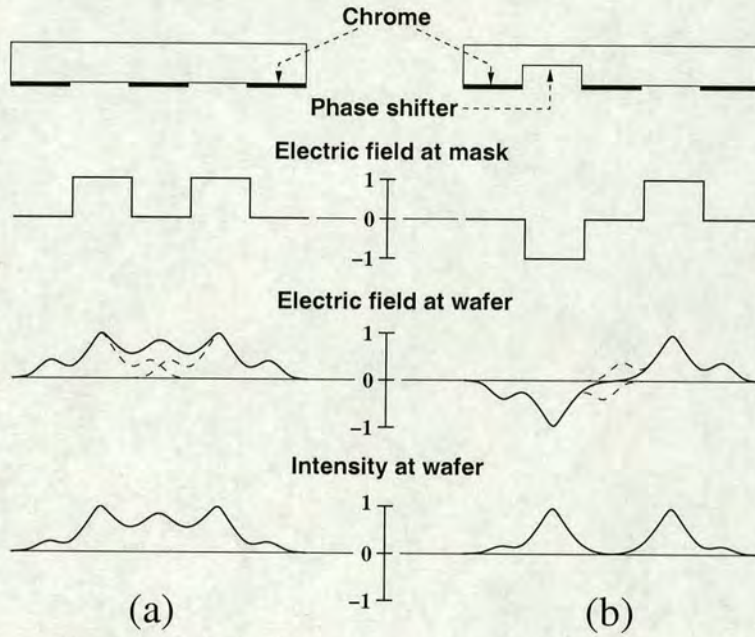 Chrome
Phase shifter
Electric field at mask
1
0
−1
Electric field at wafer
1
0
−1
Intensity at wafer
1
0
−1
(a)
(b)